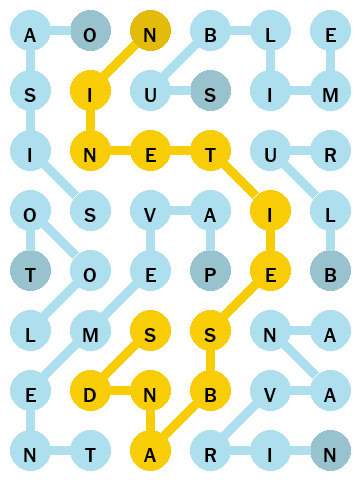 A O N B L E
S I U S I M
I N E T U R
O S V A I L
T O E P E B
L M S S N A
E D N B V A
N T A R I N